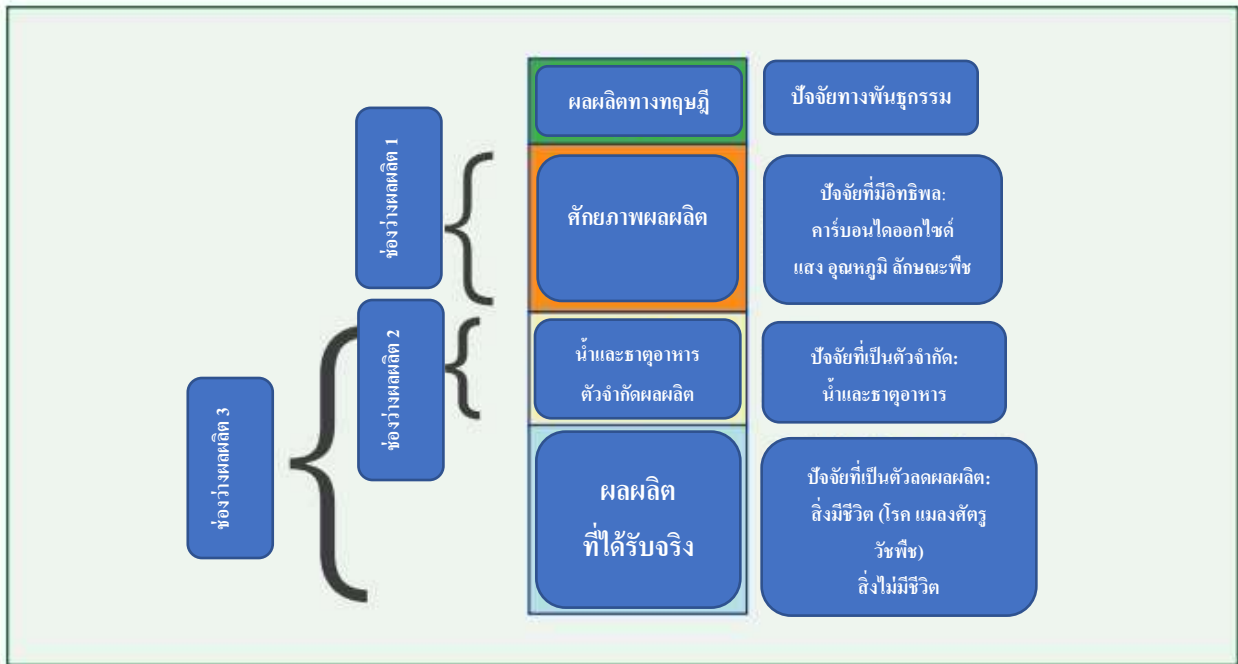 ผลผลิตทางทฤษฎี
ปัจจัยทางพันธุกรรม
ช่องว่างผลผลิต 1
ศักยภาพผลผลิต
ปัจจัยที่มีอิทธิพล:
คาร์บอนไดออกไซด์
แสง อุณหภูมิ ลักษณะพืช
ช่องว่างผลผลิต 2
น้ำและธาตุอาหาร
ตัวจำกัดผลผลิต
ปัจจัยที่เป็นตัวจำกัด:
น้ำและธาตุอาหาร
ช่องว่างผลผลิต 3
ผลผลิต
ที่ได้รับจริง
ปัจจัยที่เป็นตัวลดผลผลิต:
สิ่งมีชีวิต (โรค แมลงศัตรู
วัชพืช)
สิ่งไม่มีชีวิต